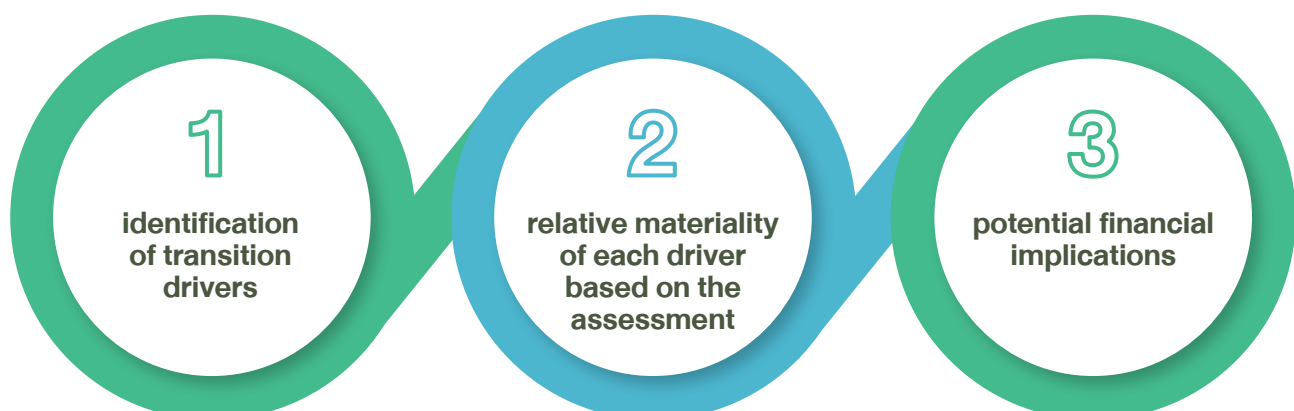 1
identification
of transition
drivers
2
relative materiality
of each driver
based on the
assessment
3
potential financial
implications